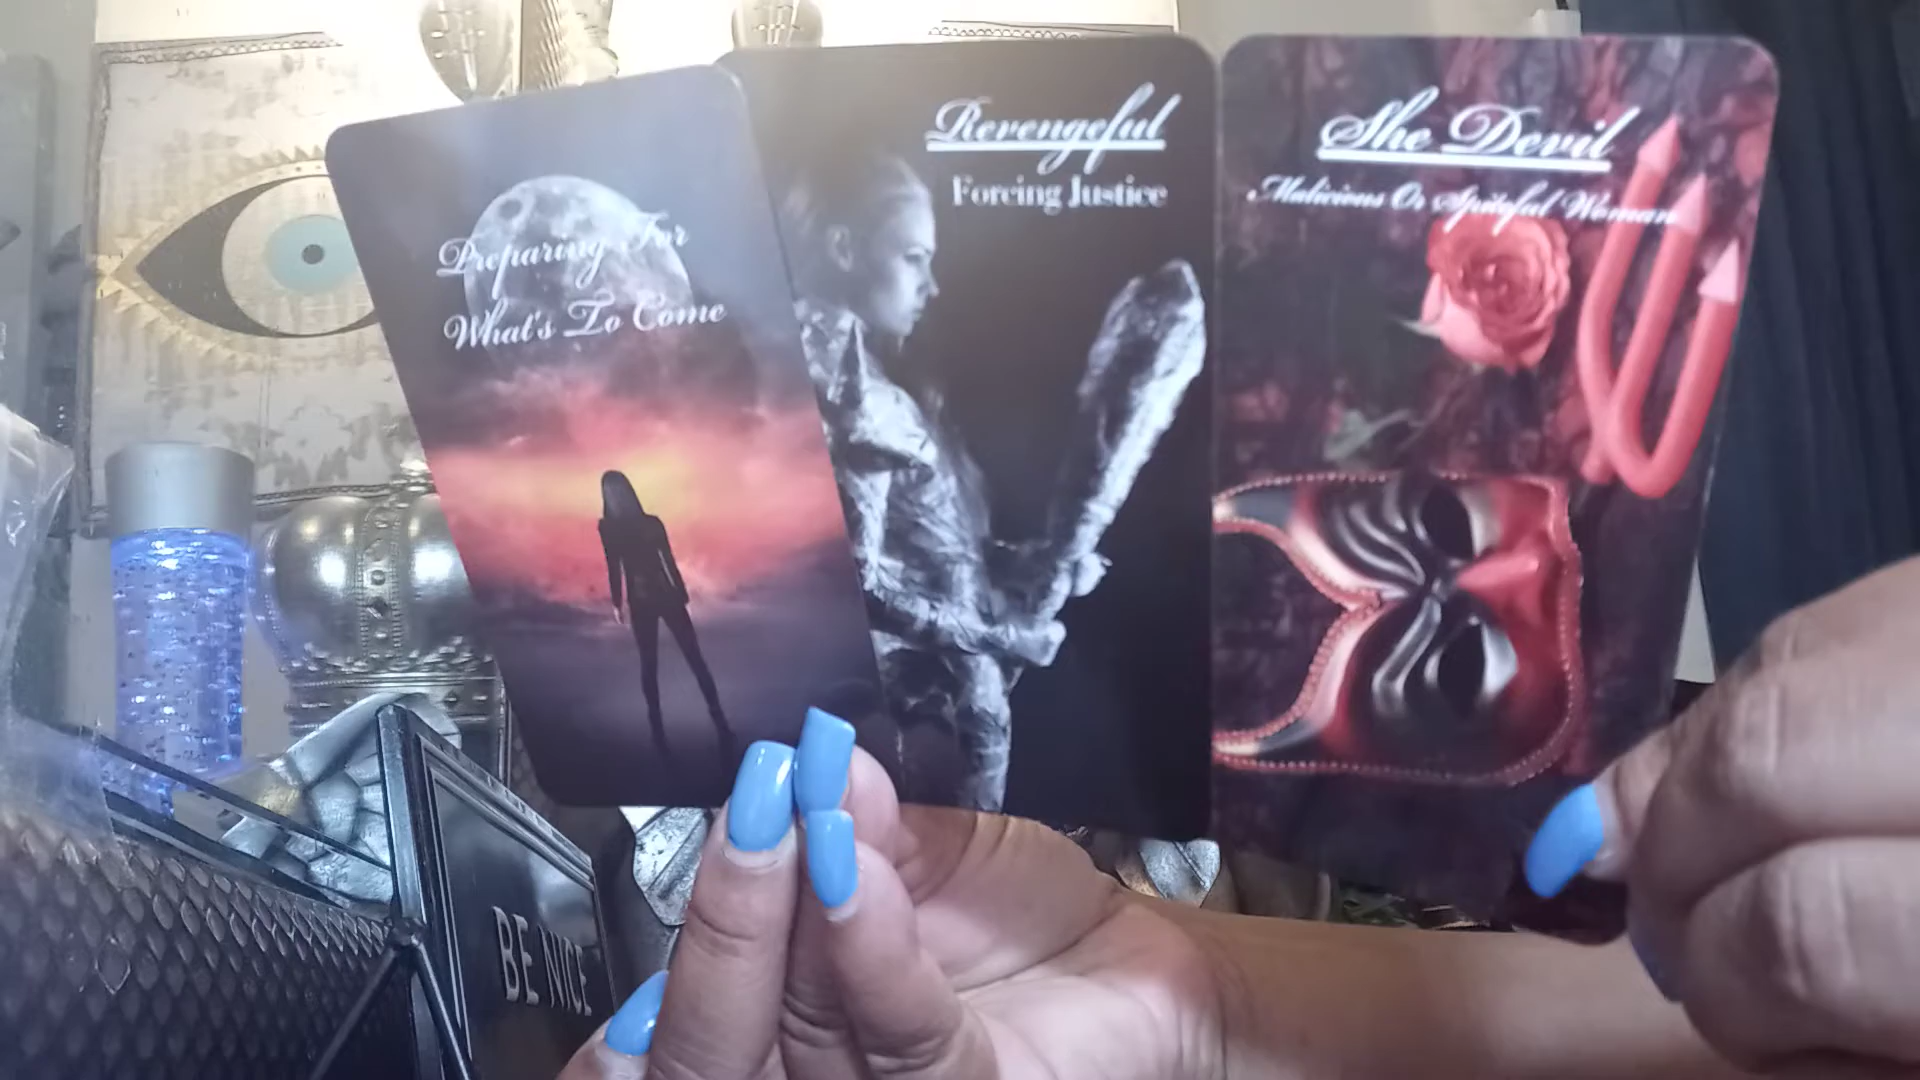 Preparing For
What's To Come
Revengeful
Forcing Justice
She Devil
Malicious Or Spiteful Woman
BE NICE